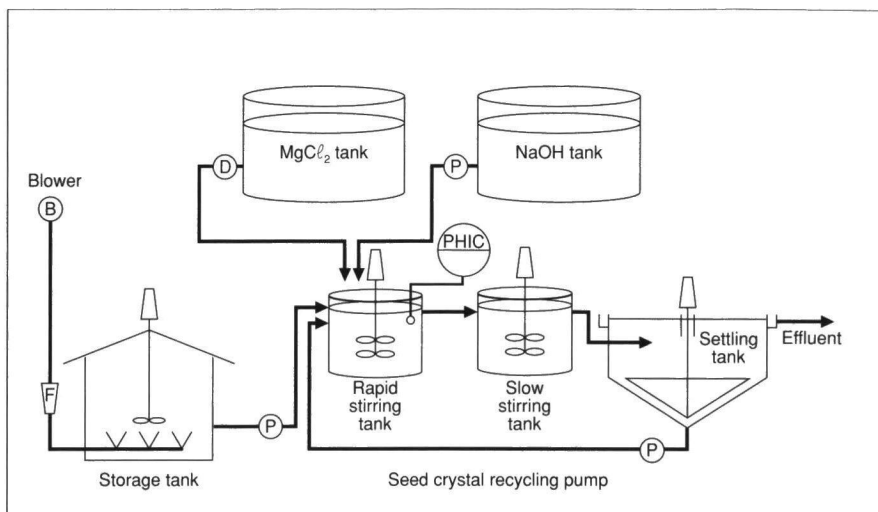 MgCℓ₂ tank
NaOH tank
D
P
Blower
B
PHIC
F
P
Rapid
stirring
tank
Slow
stirring
tank
Settling
tank
Effluent
P
Storage tank
Seed crystal recycling pump